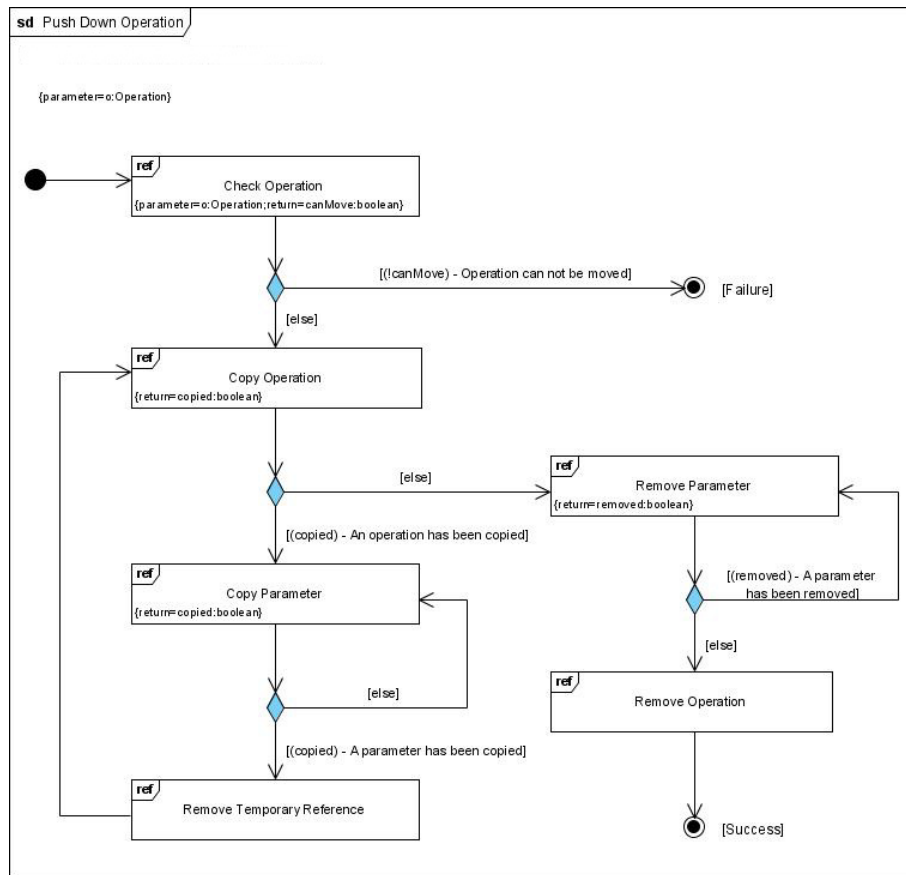 sd Push Down Operation
{parameter=o:Operation}
ref
Check Operation
{parameter=o:Operation;return=canMove:boolean}
[(!canMove) - Operation can not be moved]
[Failure]
[else]
ref
Copy Operation
{return=copied:boolean}
[else]
ref
Remove Parameter
{return=removed:boolean}
[(copied) - An operation has been copied]
[(removed) - A parameter
has been removed]
ref
Copy Parameter
{return=copied:boolean}
[else]
[else]
ref
Remove Operation
[(copied) - A parameter has been copied]
ref
Remove Temporary Reference
[Success]